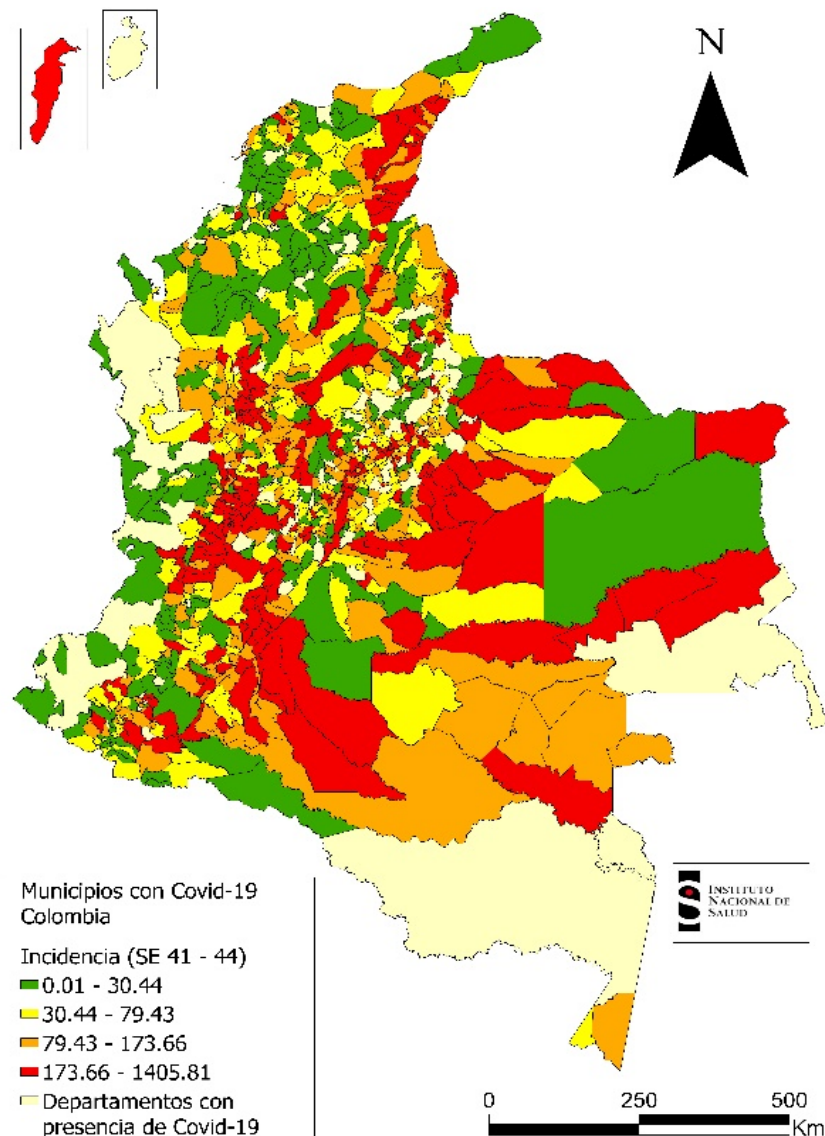 N
INSTITUTO
NACIONAL DE
SALUD
Municipios con Covid-19
Colombia
Incidencia (SE 41 - 44)
0.01 - 30.44
30.44 - 79.43
79.43 - 173.66
173.66 - 1405.81
Departamentos con
presencia de Covid-19
0 250 500
Km